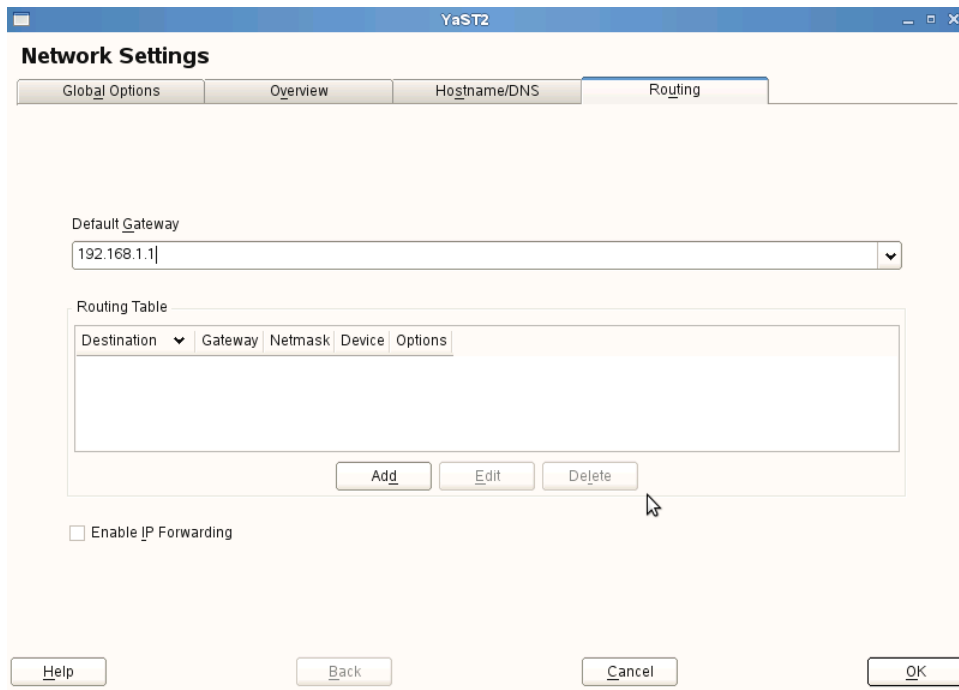 YaST2
Network Settings
Global Options Overview Hostname/DNS Routing
Default Gateway
192.168.1.1
Routing Table
Destination Gateway Netmask Device Options
Add Edit Delete
Enable IP Forwarding
Help Back Cancel OK